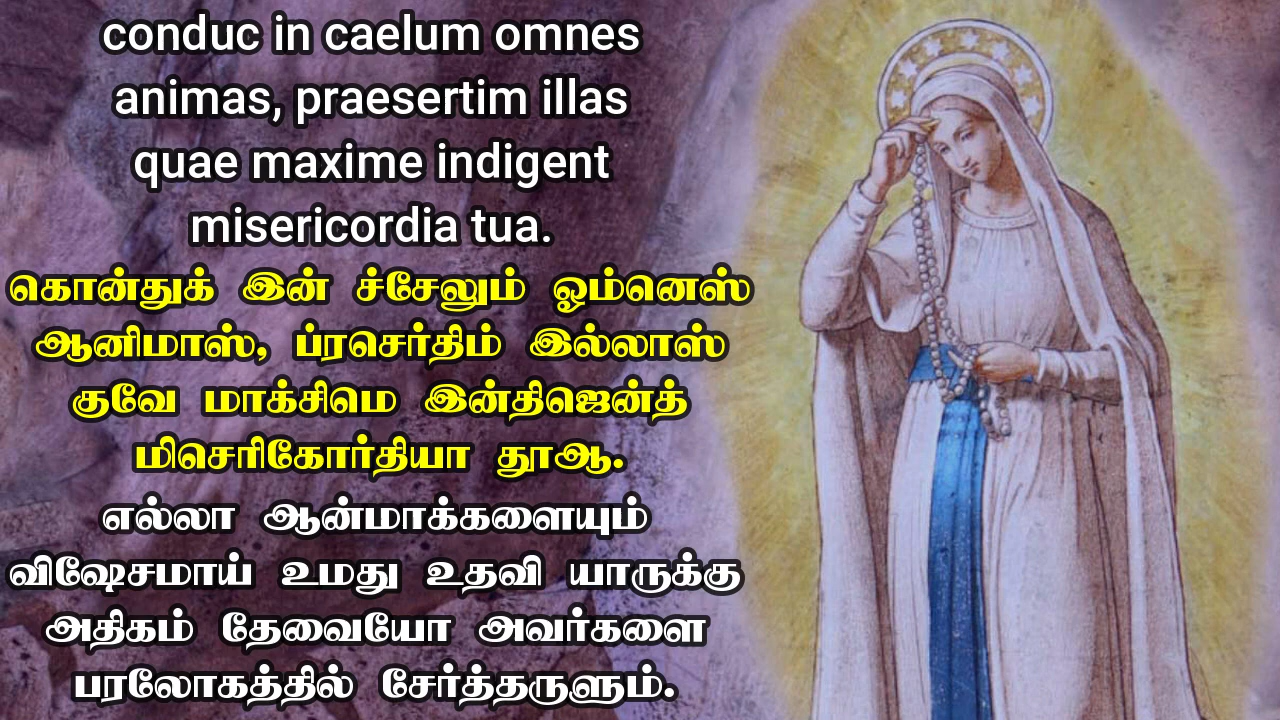 conduc in caelum omnes
animas, praesertim illas
quae maxime indigent
misericordia tua.
கொன்துக் இன் ச்சேலும் ஓம்னெஸ்
ஆனிமாஸ், ப்ரசெர்திம் இல்லாஸ்
குவே மாக்சிமெ இன்திஜென்த்
மிசெரிகோர்தியா தூஆ.
எல்லா ஆன்மாக்களையும்
விஷேசமாய் உமது உதவி யாருக்கு
அதிகம் தேவையோ அவர்களை
பரலோகத்தில் சேர்த்தருளும்.